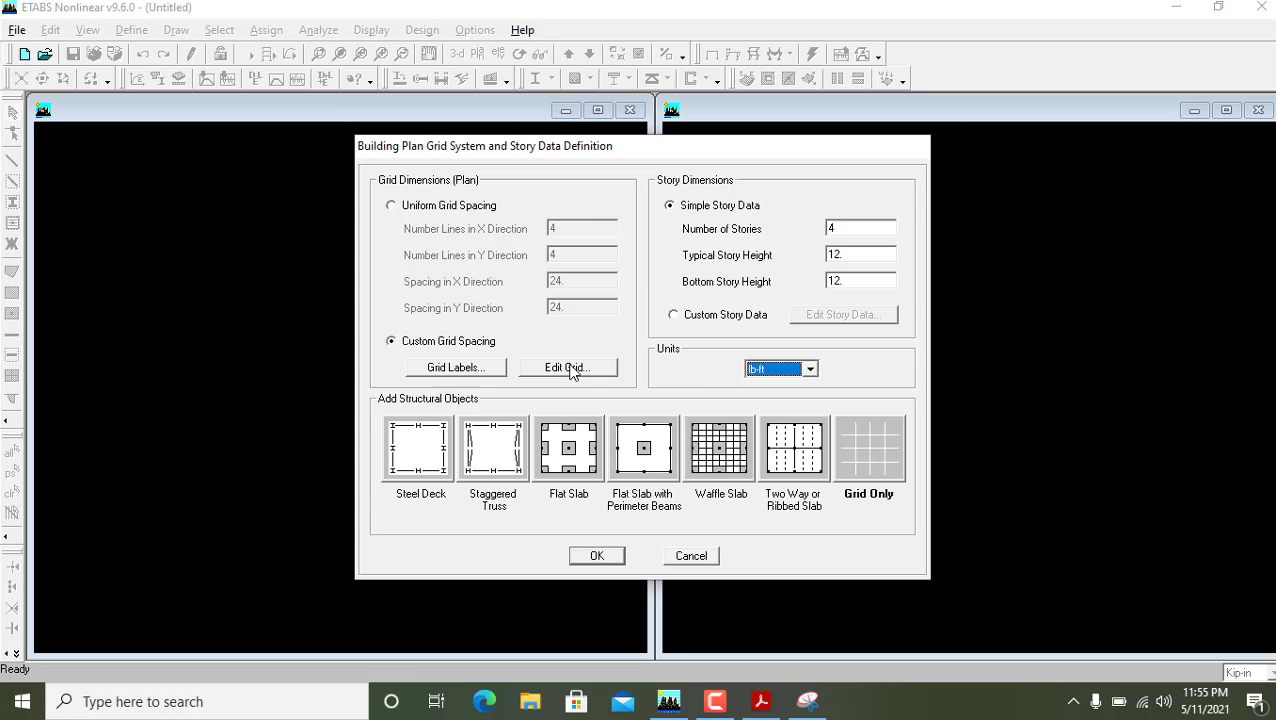 ETABS Nonlinear v9.6.0 - (Untitled)
File Edit View Define Draw Select Assign Analyze Display Design Options Help
3-d
Building Plan Grid System and Story Data Definition
Grid Dimensions (Plan)
Uniform Grid Spacing
Number Lines in X Direction 4
Number Lines in Y Direction 4
Spacing in X Direction 24.
Spacing in Y Direction 24.
Custom Grid Spacing
Grid Labels... Edit Grid...
Story Dimensions
Simple Story Data
Number of Stories 4
Typical Story Height 12.
Bottom Story Height 12.
Custom Story Data Edit Story Data...
Units
lb-ft
Add Structural Objects
Steel Deck
Staggered Truss
Flat Slab
Flat Slab with Perimeter Beams
Waffle Slab
Two Way or Ribbed Slab
Grid Only
OK Cancel
all
ps
clr
Ready
Kip-in
Type here to search
11:55 PM
5/11/2021